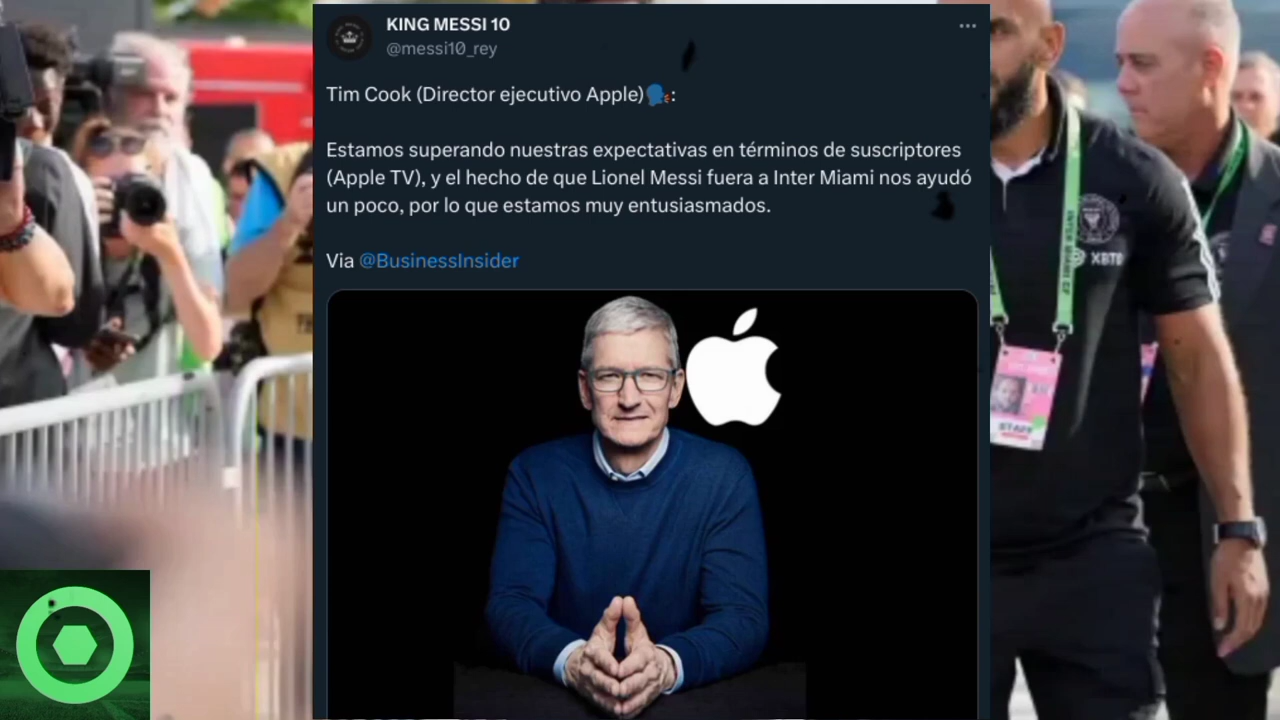 KING MESSI 10
@messi10_rey
Tim Cook (Director ejecutivo Apple)🗣️:
Estamos superando nuestras expectativas en términos de suscriptores
(Apple TV), y el hecho de que Lionel Messi fuera a Inter Miami nos ayudó
un poco, por lo que estamos muy entusiasmados.
Via @BusinessInsider
XBTO
STAFF